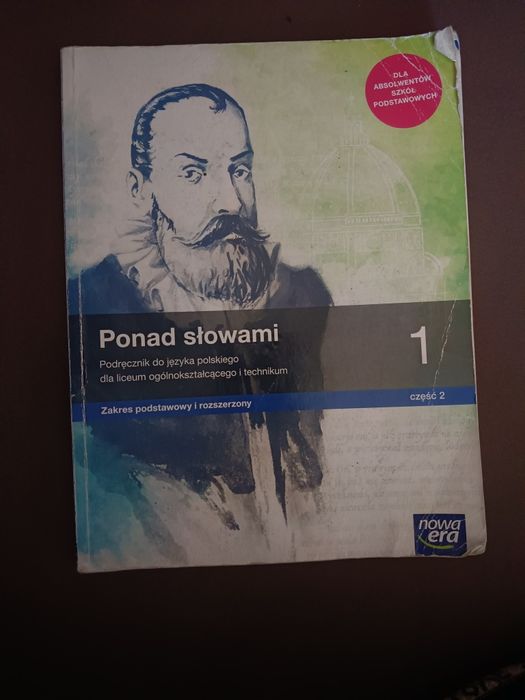 DLA
ABSOLWENTÓW
SZKÓŁ
PODSTAWOWYCH
Ponad słowami
1
Podręcznik do języka polskiego
dla liceum ogólnokształcącego i technikum
Zakres podstawowy i rozszerzony
część 2
nowa
era